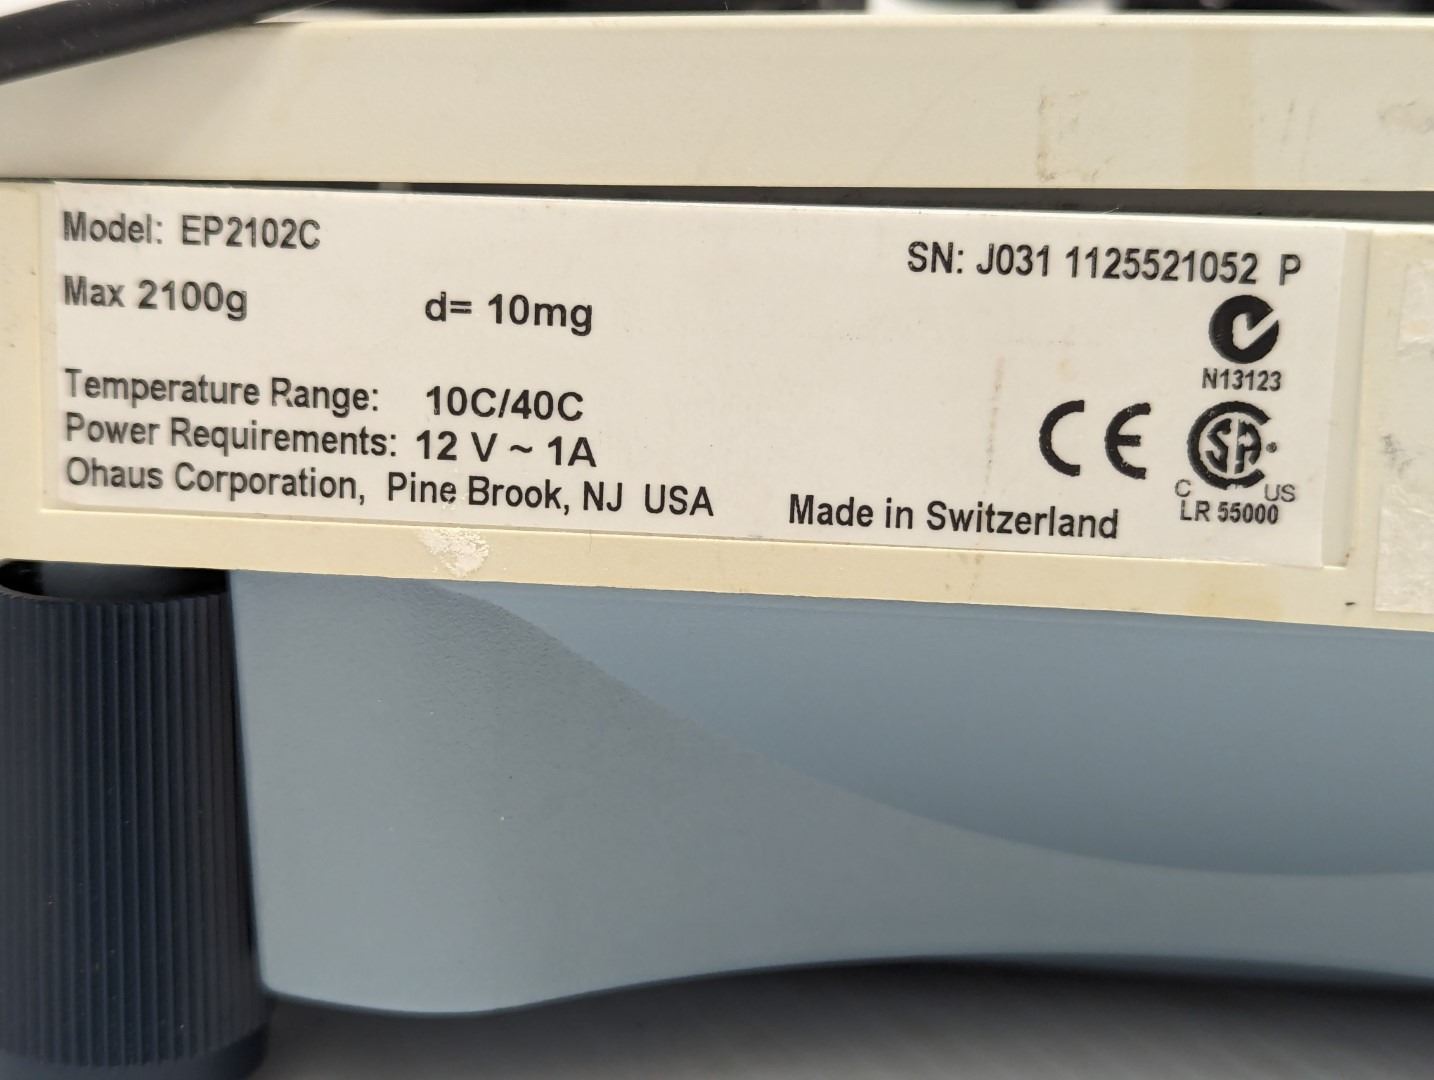 Model: EP2102C
SN: J031 1125521052 P
Max 2100g d= 10mg
N13123
Temperature Range: 10C/40C
Power Requirements: 12 V ~ 1A
CE SA
Ohaus Corporation, Pine Brook, NJ USA
Made in Switzerland
C US
LR 55000